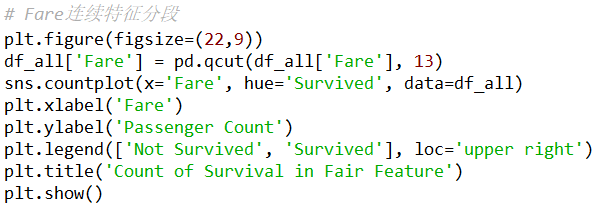 # Fare连续特征分段
plt.figure(figsize=(22,9))
df_all['Fare'] = pd.qcut(df_all['Fare'], 13)
sns.countplot(x='Fare', hue='Survived', data=df_all)
plt.xlabel('Fare')
plt.ylabel('Passenger Count')
plt.legend(['Not Survived', 'Survived'], loc='upper right')
plt.title('Count of Survival in Fair Feature')
plt.show()